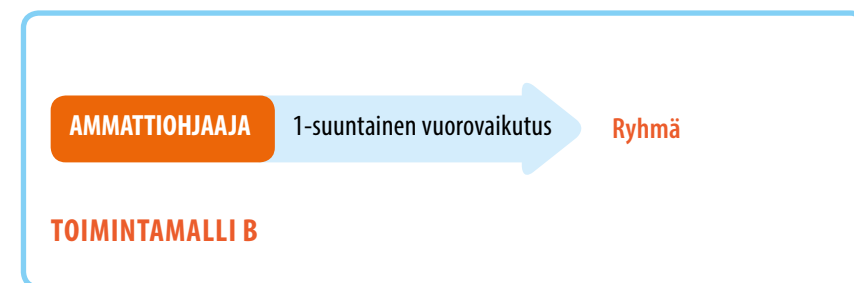 AMMATTIOHJAAJA 1-suuntainen vuorovaikutus Ryhmä
TOIMINTAMALLI B